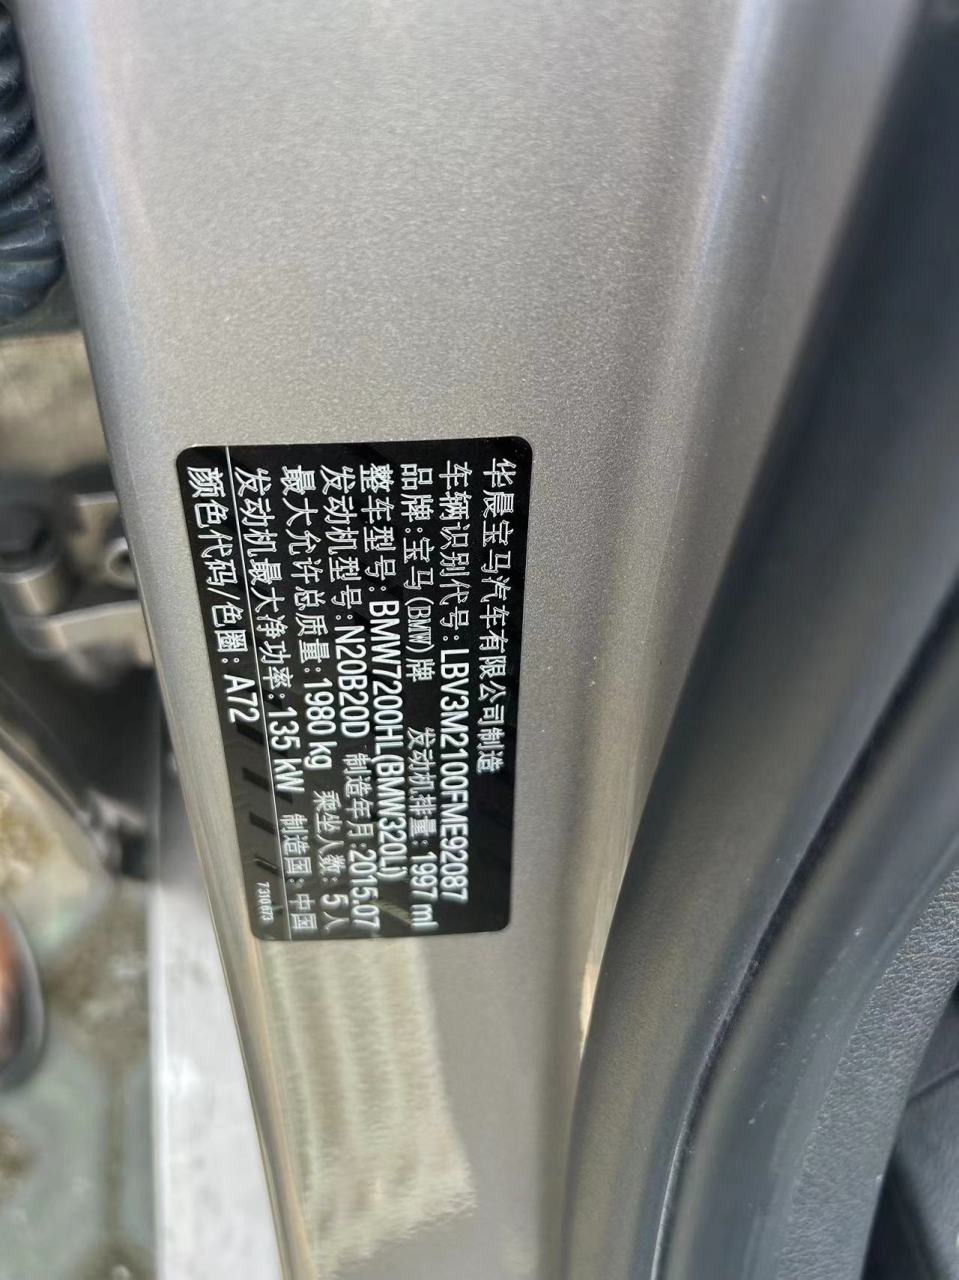 华晨宝马汽车有限公司制造
车辆识别代号:LBV3M2100FME92087
品牌:宝马(BMW)牌 发动机排量:1997 ml
整车型号:BMW7200HL(BMW320Li)
发动机型号:N20B20D 制造年月:2015.07
最大允许总质量:1980 kg 乘坐人数:5人
发动机最大净功率:135 kW 制造国:中国
颜色代码/色圈:A72 7310673